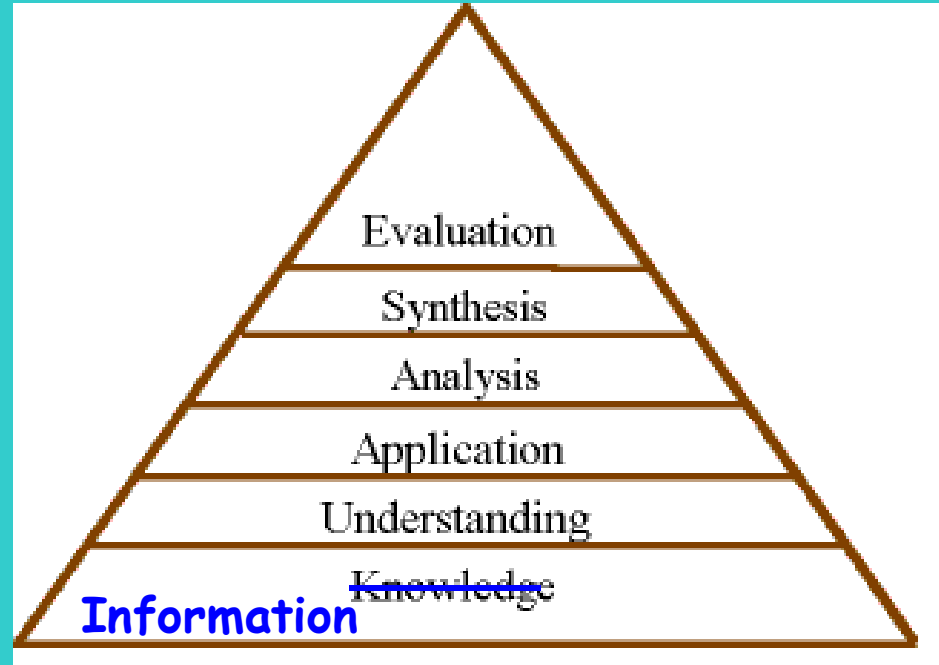 Evaluation
Synthesis
Analysis
Application
Understanding
Knowledge
Information